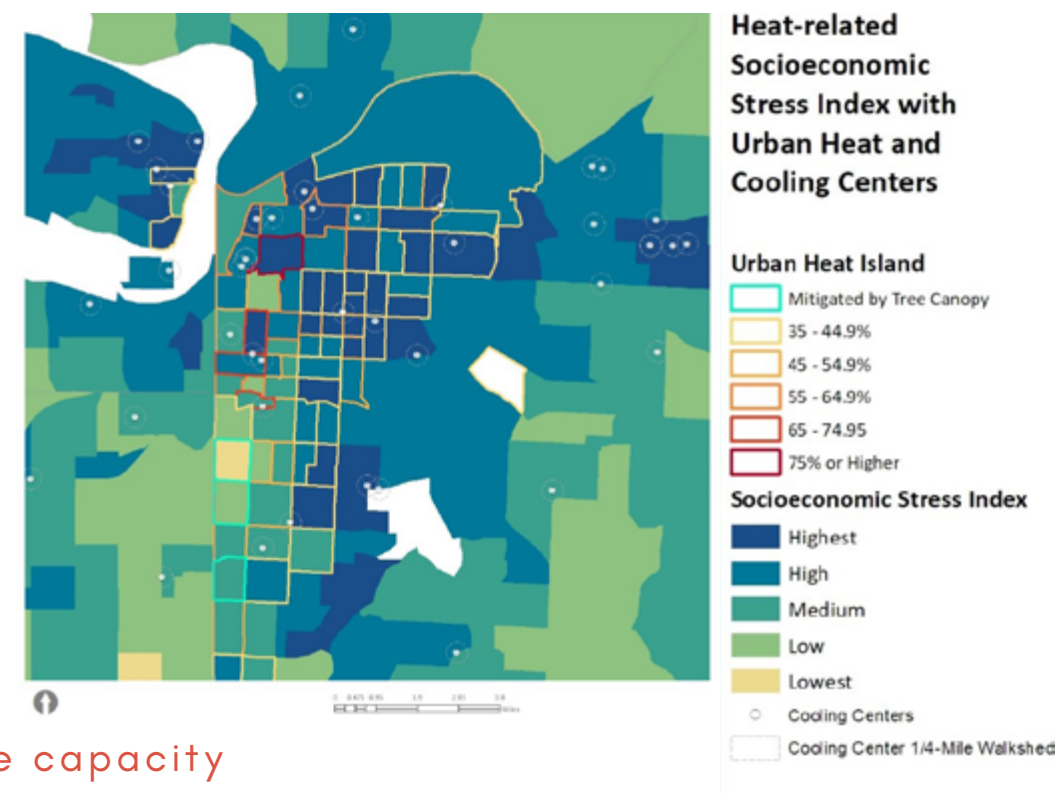 Heat-related
Socioeconomic
Stress Index with
Urban Heat and
Cooling Centers
Urban Heat Island
Mitigated by Tree Canopy
35 - 44.9%
45 - 54.9%
55 - 64.9%
65 - 74.95
75% or Higher
Socioeconomic Stress Index
Highest
High
Medium
Low
Lowest
Cooling Centers
Cooling Center 1/4-Mile Walkshed
Miles
e capacity